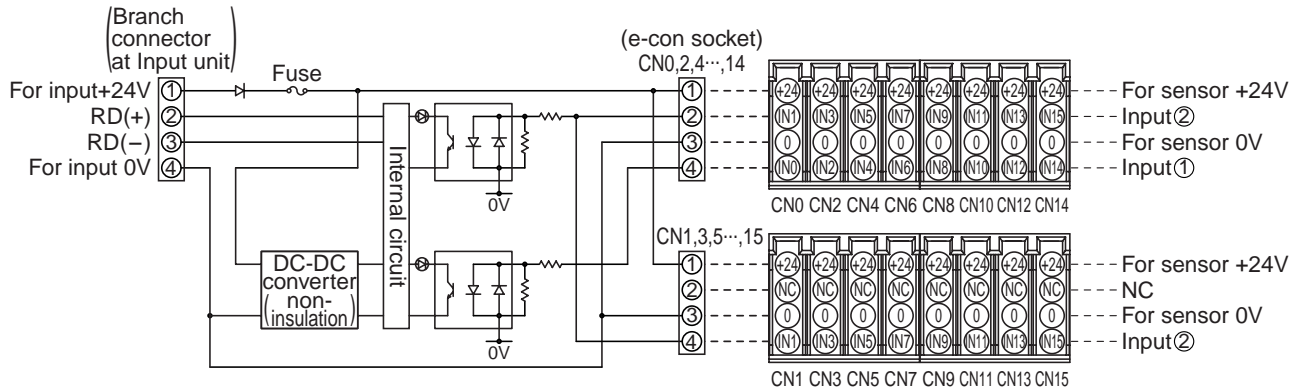 (Branch
connector
at Input unit)
For input+24V ①
RD(+) ②
RD(−) ③
For input 0V ④
Fuse
Internal circuit
DC-DC
converter
(non-
insulation)
0V
0V
(e-con socket)
CN0,2,4···,14
①
②
③
④
+24 +24 +24 +24 +24 +24 +24 +24
IN1 IN3 IN5 IN7 IN9 IN11 IN13 IN15
0 0 0 0 0 0 0 0
IN0 IN2 IN4 IN6 IN8 IN10 IN12 IN14
CN0 CN2 CN4 CN6 CN8 CN10 CN12 CN14
For sensor +24V
Input②
For sensor 0V
Input①
CN1,3,5···,15
①
②
③
④
+24 +24 +24 +24 +24 +24 +24 +24
NC NC NC NC NC NC NC NC
0 0 0 0 0 0 0 0
IN1 IN3 IN5 IN7 IN9 IN11 IN13 IN15
CN1 CN3 CN5 CN7 CN9 CN11 CN13 CN15
For sensor +24V
NC
For sensor 0V
Input②